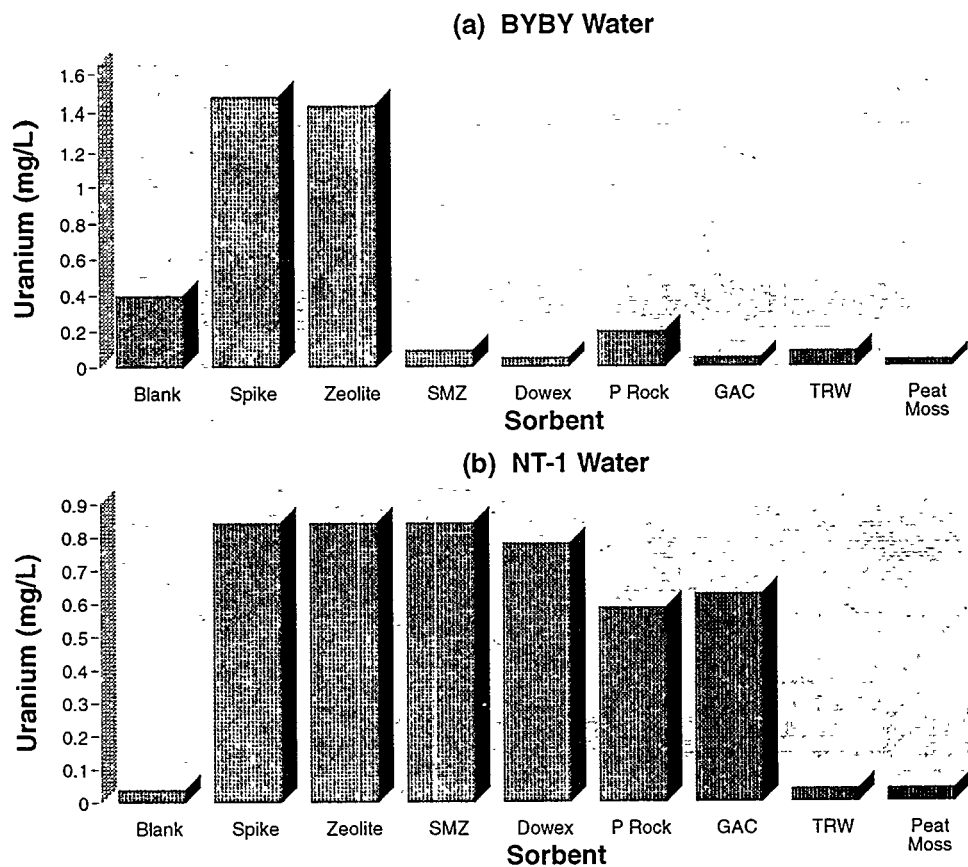 (a) BYBY Water
Uranium (mg/L)
1.6
1.4
1.2
1
0.8
0.6
0.4
0.2
0
Blank Spike Zeolite SMZ Dowex P Rock GAC TRW Peat
Moss
Sorbent
(b) NT-1 Water
Uranium (mg/L)
0.9
0.8
0.7
0.6
0.5
0.4
0.3
0.2
0.1
0
Blank Spike Zeolite SMZ Dowex P Rock GAC TRW Peat
Moss
Sorbent